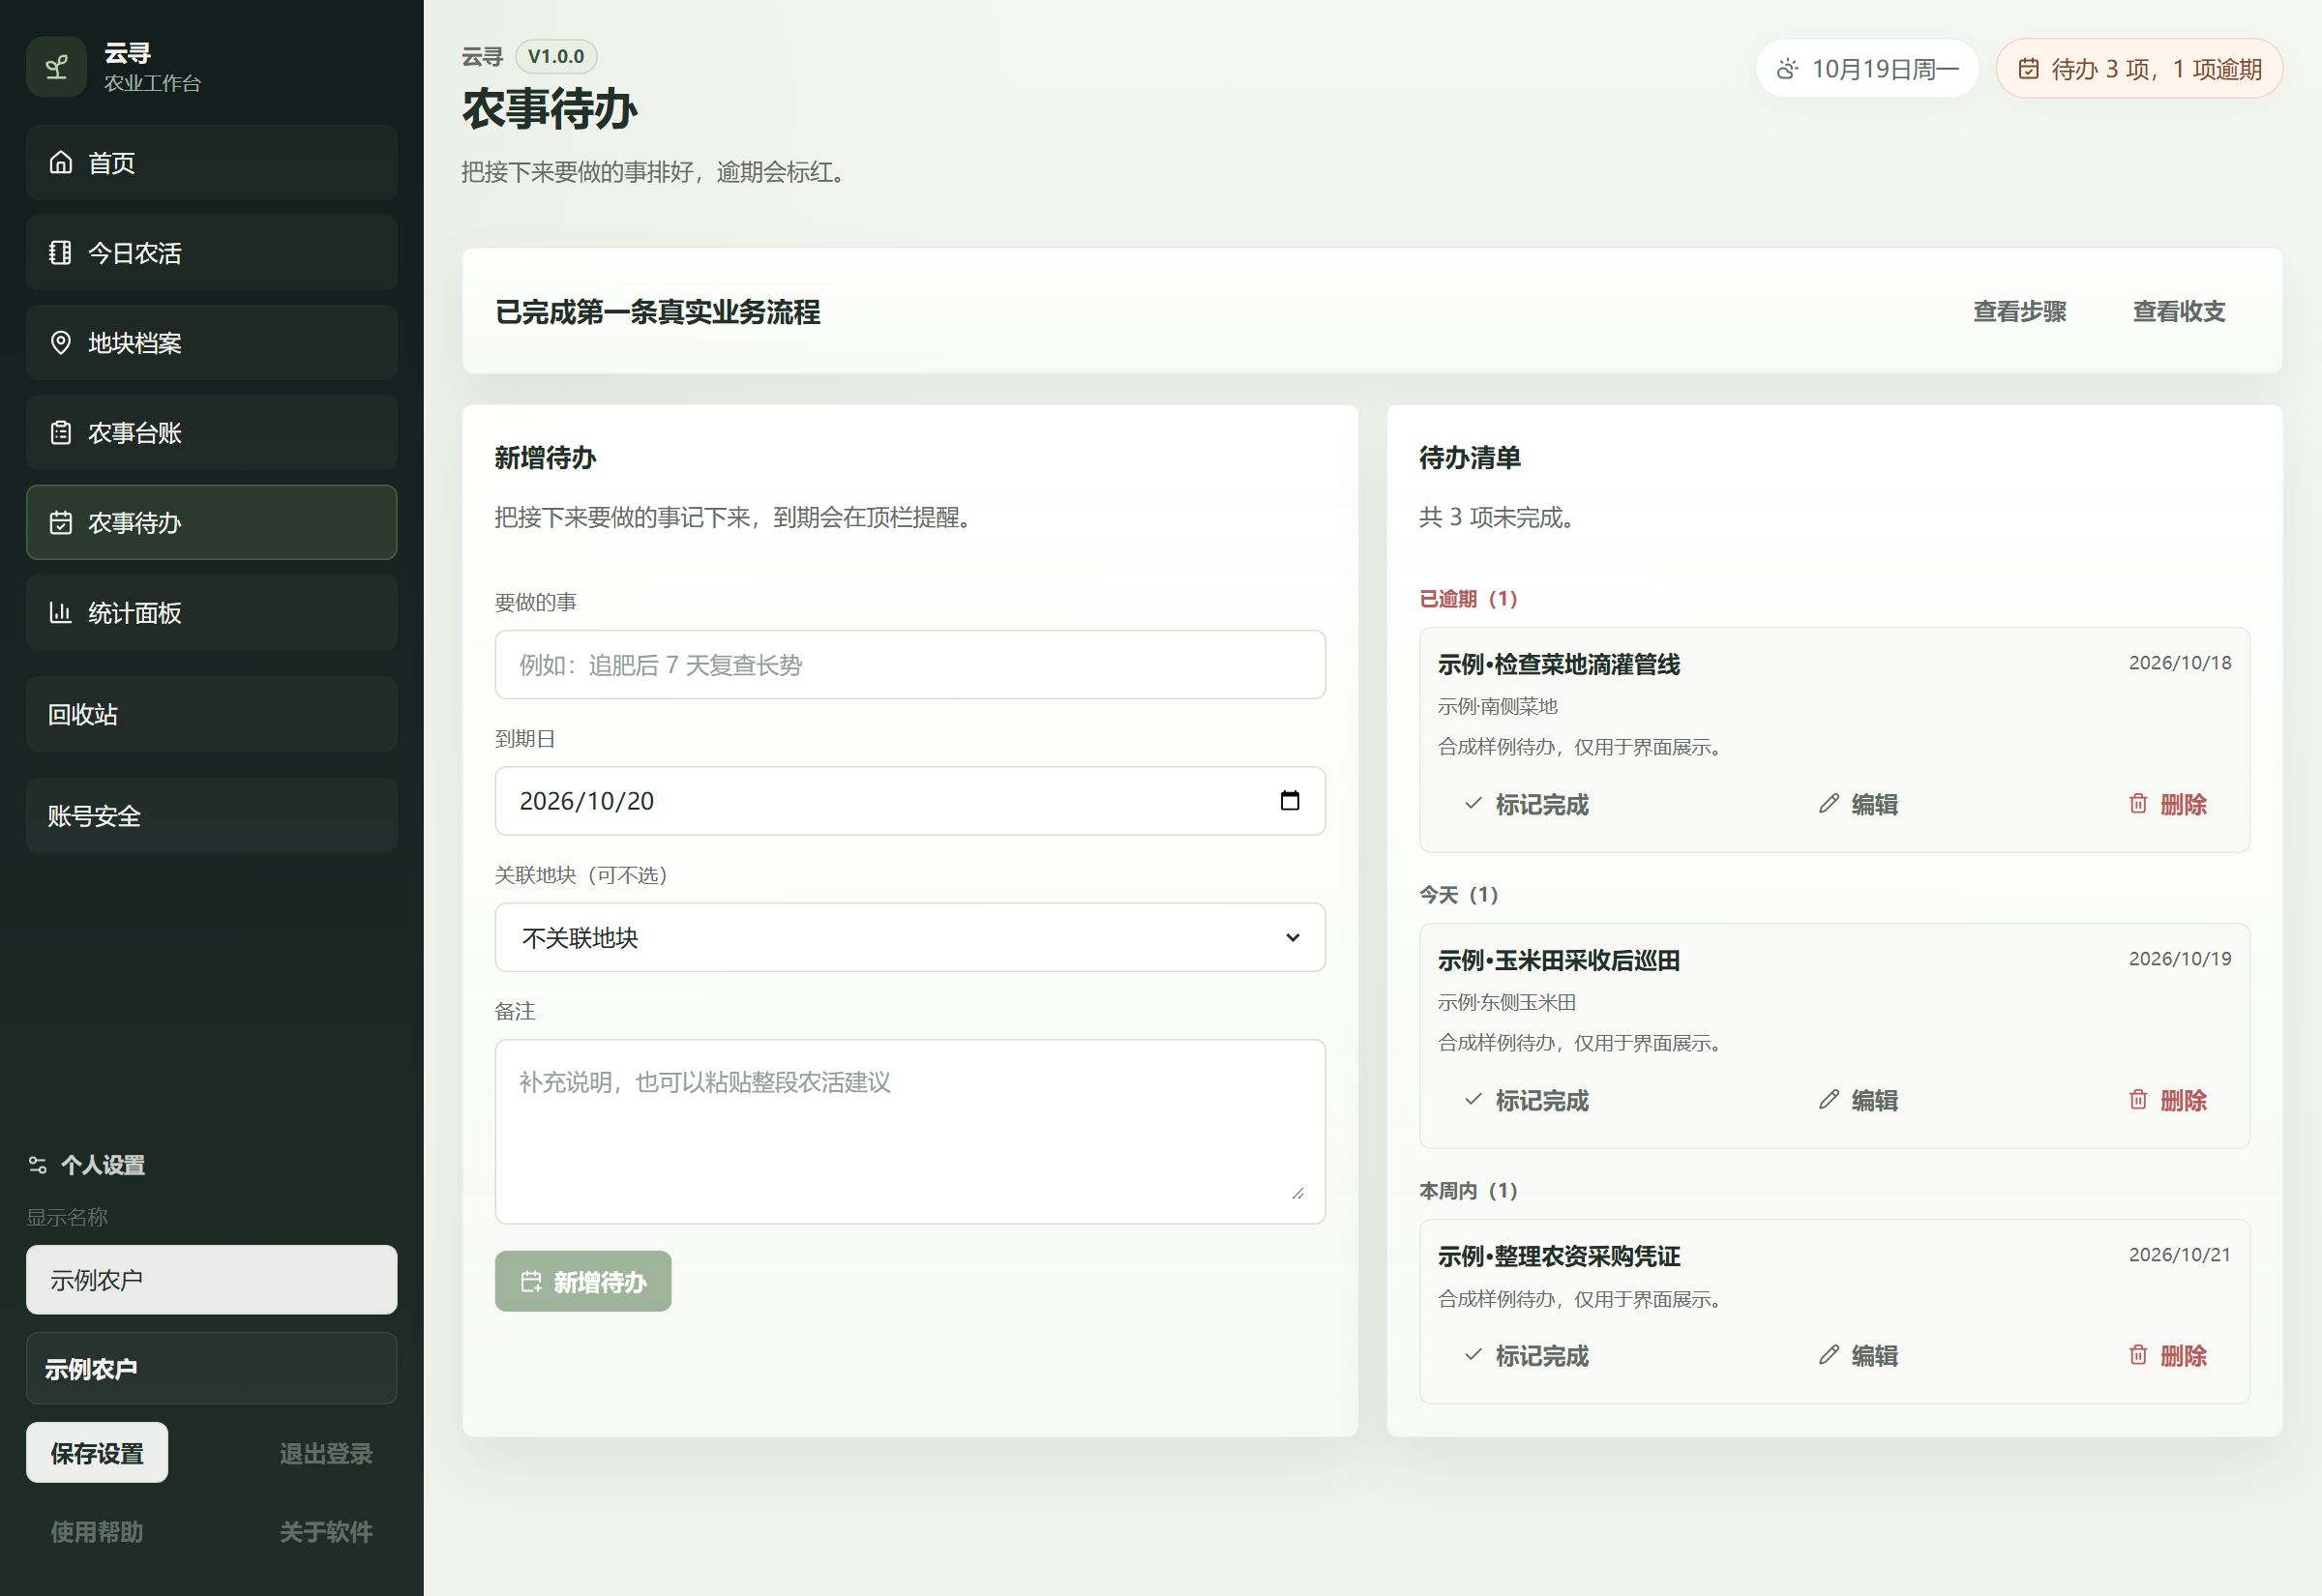 云寻
农业工作台
首页
今日农活
地块档案
农事台账
农事待办
统计面板
回收站
账号安全
个人设置
显示名称
示例农户
示例农户
保存设置
退出登录
使用帮助
关于软件
云寻
V1.0.0
农事待办
把接下来要做的事排好，逾期会标红。
10月19日周一
待办 3 项，1 项逾期
已完成第一条真实业务流程
查看步骤
查看收支
新增待办
把接下来要做的事记下来，到期会在顶栏提醒。
要做的事
例如：追肥后 7 天复查长势
到期日
2026/10/20
关联地块（可不选）
不关联地块
备注
补充说明，也可以粘贴整段农活建议
新增待办
待办清单
共 3 项未完成。
已逾期（1）
示例·检查菜地滴灌管线
2026/10/18
示例·南侧菜地
合成样例待办，仅用于界面展示。
标记完成
编辑
删除
今天（1）
示例·玉米田采收后巡田
2026/10/19
示例·东侧玉米田
合成样例待办，仅用于界面展示。
标记完成
编辑
删除
本周内（1）
示例·整理农资采购凭证
2026/10/21
合成样例待办，仅用于界面展示。
标记完成
编辑
删除